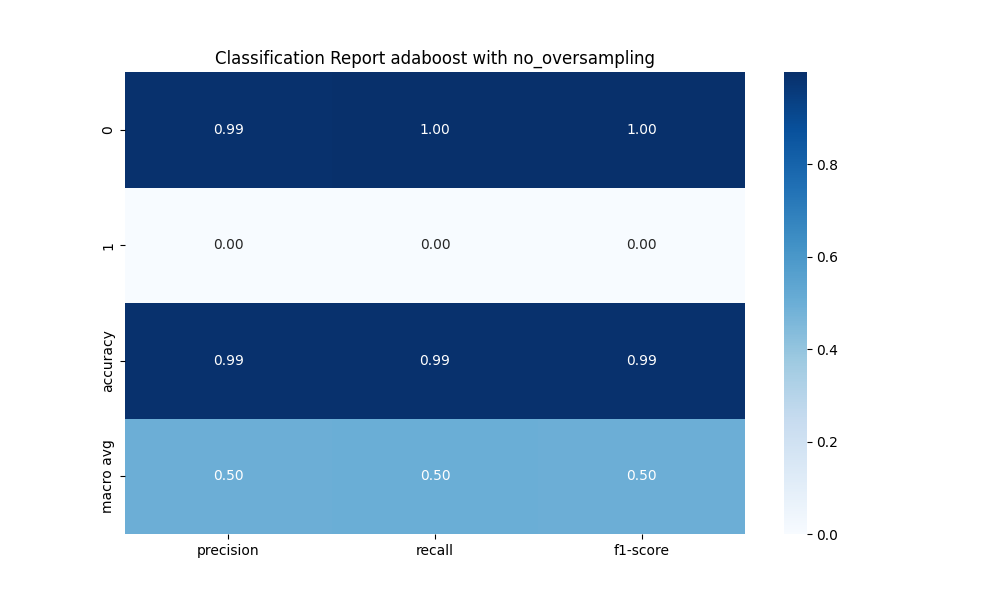 Classification Report adaboost with no_oversampling
0
0.99 1.00 1.00
1
0.00 0.00 0.00
accuracy
0.99 0.99 0.99
macro avg
0.50 0.50 0.50
precision recall f1-score
0.8
0.6
0.4
0.2
0.0